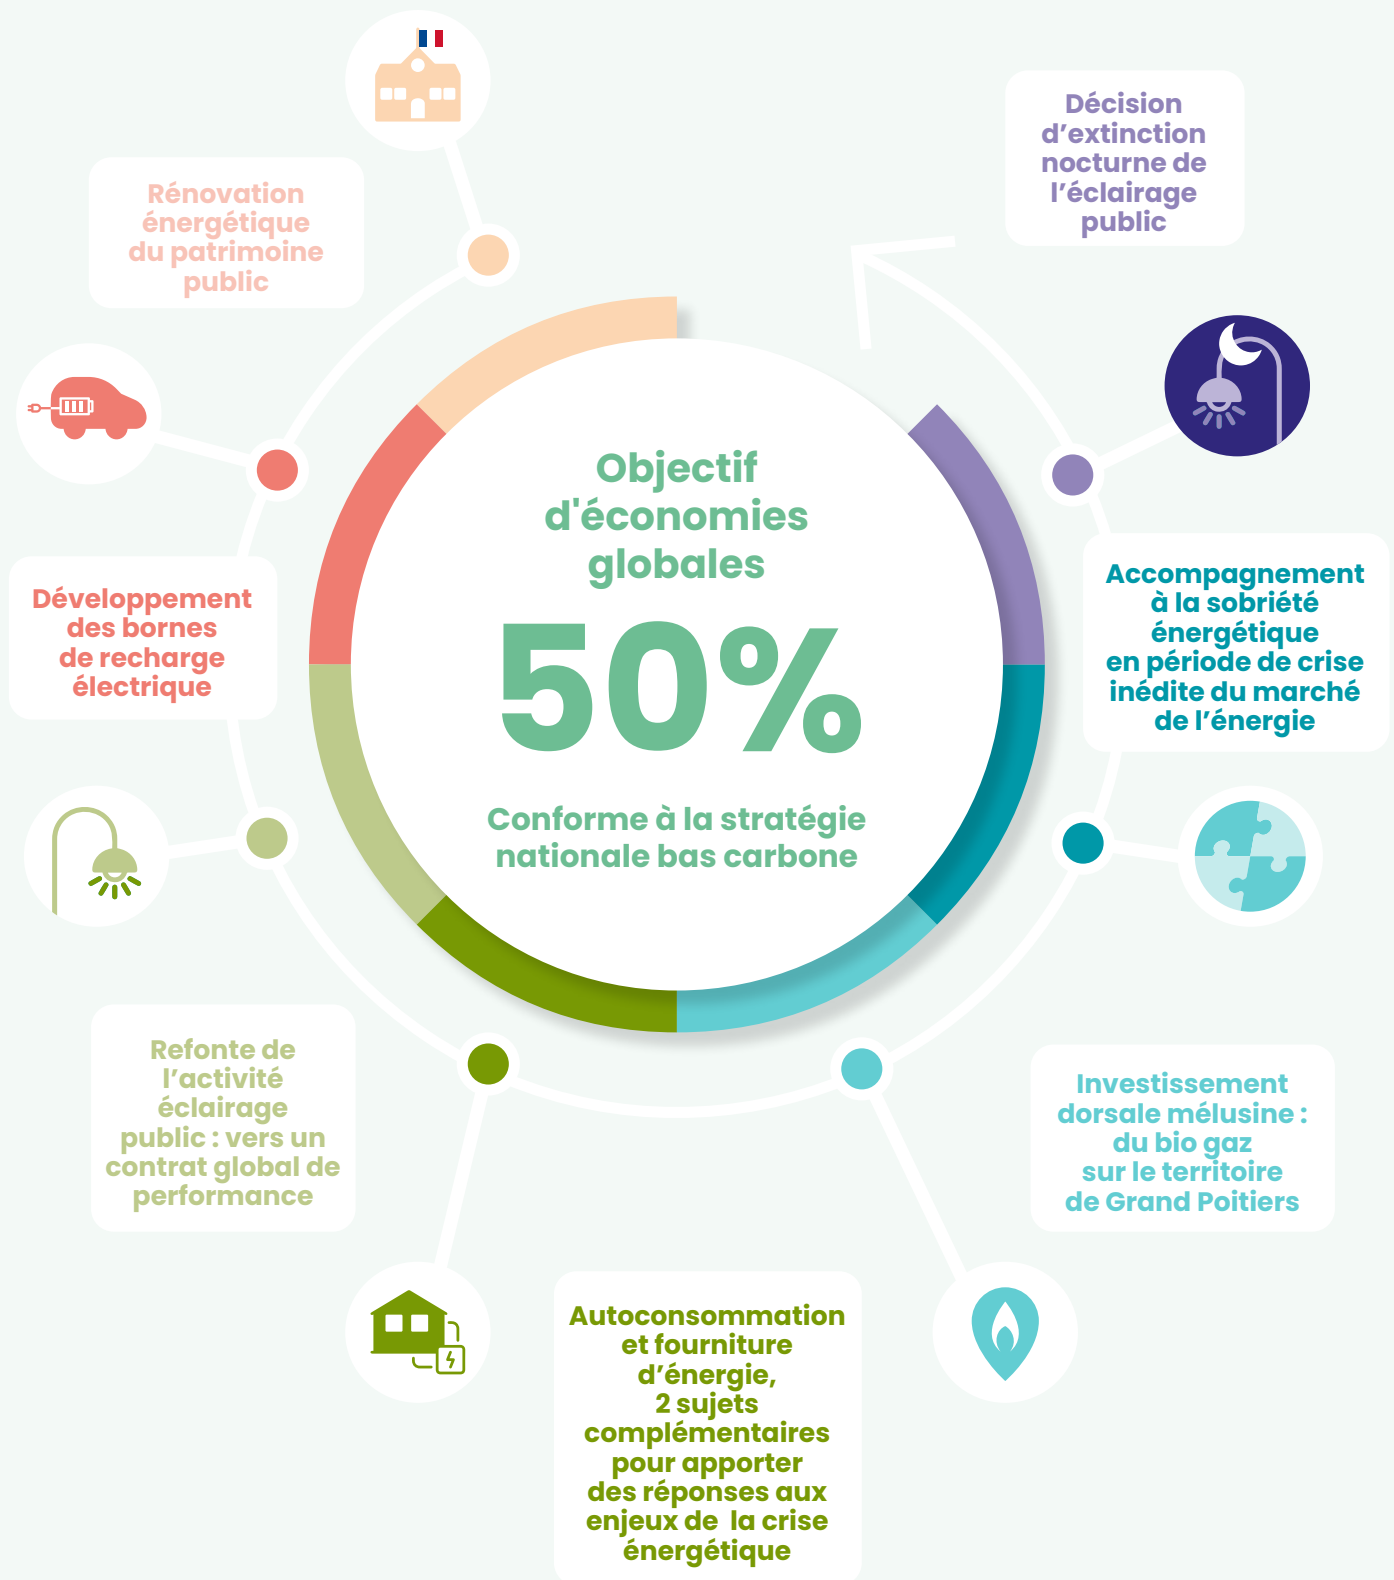 Rénovation
énergétique
du patrimoine
public
Décision
d’extinction
nocturne de
l’éclairage
public
Objectif
d'économies
globales
50%
Conforme à la stratégie
nationale bas carbone
Développement
des bornes
de recharge
électrique
Accompagnement
à la sobriété
énergétique
en période de crise
inédite du marché
de l’énergie
Refonte de
l’activité
éclairage
public : vers un
contrat global de
performance
Investissement
dorsale mélusine :
du bio gaz
sur le territoire
de Grand Poitiers
Autoconsommation
et fourniture
d’énergie,
2 sujets
complémentaires
pour apporter
des réponses aux
enjeux de la crise
énergétique